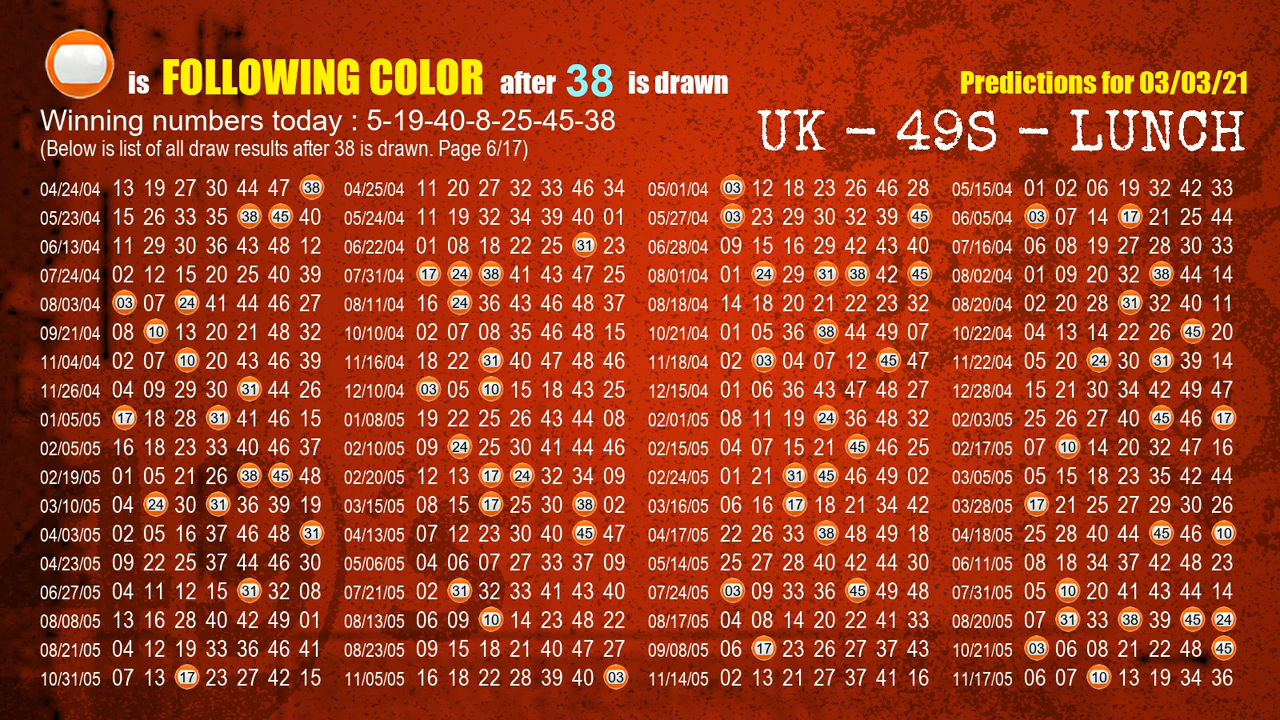 is FOLLOWING COLOR after 38 is drawn
Predictions for 03/03/21
Winning numbers today : 5-19-40-8-25-45-38
UK - 49S - LUNCH
(Below is list of all draw results after 38 is drawn. Page 6/17)
04/24/04 13 19 27 30 44 47 38 04/25/04 11 20 27 32 33 46 34 05/01/04 03 12 18 23 26 46 28 05/15/04 01 02 06 19 32 42 33
05/23/04 15 26 33 35 38 45 40 05/24/04 11 19 32 34 39 40 01 05/27/04 03 23 29 30 32 39 45 06/05/04 03 07 14 17 21 25 44
06/13/04 11 29 30 36 43 48 12 06/22/04 01 08 18 22 25 31 23 06/28/04 09 15 16 29 42 43 40 07/16/04 06 08 19 27 28 30 33
07/24/04 02 12 15 20 25 40 39 07/31/04 17 24 38 41 43 47 25 08/01/04 01 24 29 31 38 42 45 08/02/04 01 09 20 32 38 44 14
08/03/04 03 07 24 41 44 46 27 08/11/04 16 24 36 43 46 48 37 08/18/04 14 18 20 21 22 23 32 08/20/04 02 20 28 31 32 40 11
09/21/04 08 10 13 20 21 48 32 10/10/04 02 07 08 35 46 48 15 10/21/04 01 05 36 38 44 49 07 10/22/04 04 13 14 22 26 45 20
11/04/04 02 07 10 20 43 46 39 11/16/04 18 22 31 40 47 48 46 11/18/04 02 03 04 07 12 45 47 11/22/04 05 20 24 30 31 39 14
11/26/04 04 09 29 30 31 44 26 12/10/04 03 05 10 15 18 43 25 12/15/04 01 06 36 43 47 48 27 12/28/04 15 21 30 34 42 49 47
01/05/05 17 18 28 31 41 46 15 01/08/05 19 22 25 26 43 44 08 02/01/05 08 11 19 24 36 48 32 02/03/05 25 26 27 40 45 46 17
02/05/05 16 18 23 33 40 46 37 02/10/05 09 24 25 30 41 44 46 02/15/05 04 07 15 21 45 46 25 02/17/05 07 10 14 20 32 47 16
02/19/05 01 05 21 26 38 45 48 02/20/05 12 13 17 24 32 34 09 02/24/05 01 21 31 45 46 49 02 03/05/05 05 15 18 23 35 42 44
03/10/05 04 24 30 31 36 39 19 03/15/05 08 15 17 25 30 38 02 03/16/05 06 16 17 18 21 34 42 03/28/05 17 21 25 27 29 30 26
04/03/05 02 05 16 37 46 48 31 04/13/05 07 12 23 30 40 45 47 04/17/05 22 26 33 38 48 49 18 04/18/05 25 28 40 44 45 46 10
04/23/05 09 22 25 37 44 46 30 05/06/05 04 06 07 27 33 37 09 05/14/05 25 27 28 40 42 44 30 06/11/05 08 18 34 37 42 48 23
06/27/05 04 11 12 15 31 32 08 07/21/05 02 31 32 33 41 43 40 07/24/05 03 09 33 36 45 49 48 07/31/05 05 10 20 41 43 44 14
08/08/05 13 16 28 40 42 49 01 08/13/05 06 09 10 14 23 48 22 08/17/05 04 08 14 20 22 41 33 08/20/05 07 31 33 38 39 45 24
08/21/05 04 12 19 33 36 46 41 08/23/05 09 15 18 21 40 47 27 09/08/05 06 17 23 26 27 37 43 10/21/05 03 06 08 21 22 48 45
10/31/05 07 13 17 23 27 42 15 11/05/05 16 18 22 28 39 40 03 11/14/05 02 13 21 27 37 41 16 11/17/05 06 07 10 13 19 34 36